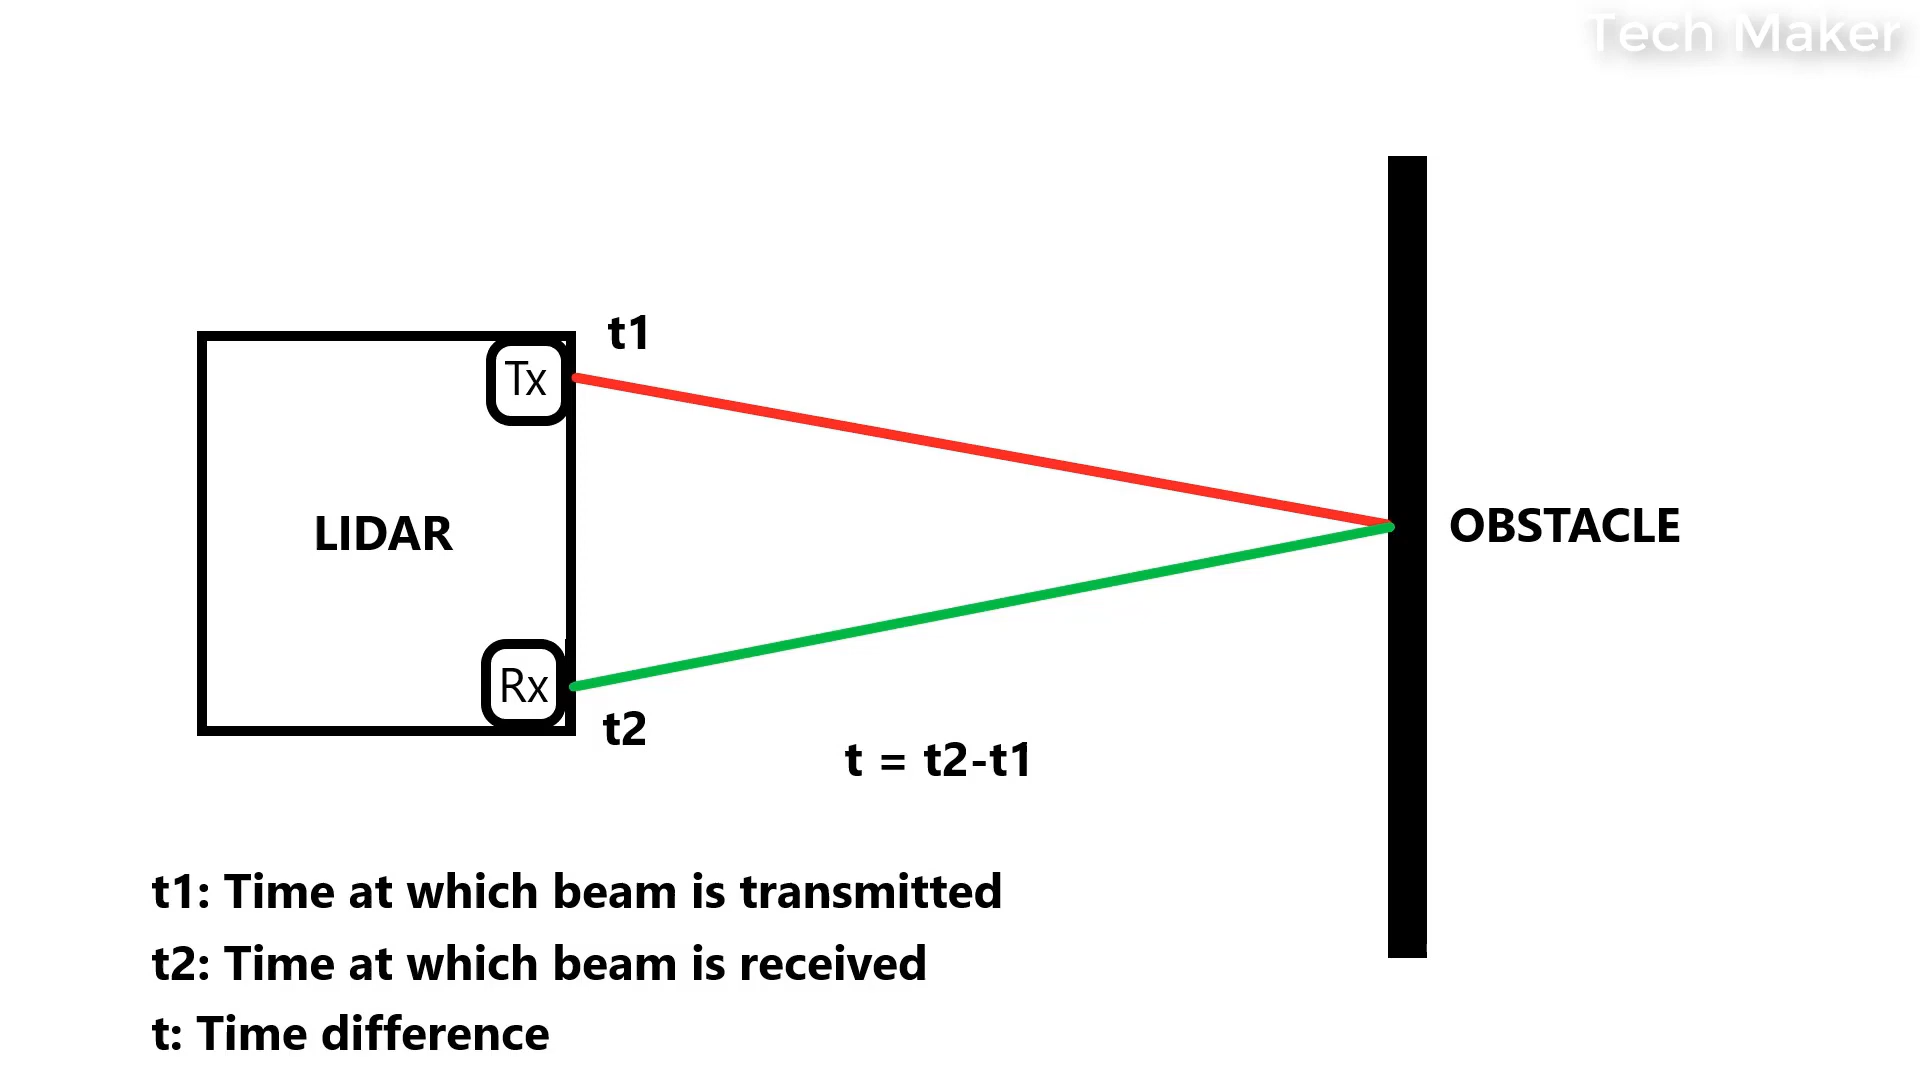 Tech Maker
t1
Tx
LIDAR
OBSTACLE
Rx
t2
t = t2-t1
t1: Time at which beam is transmitted
t2: Time at which beam is received
t: Time difference